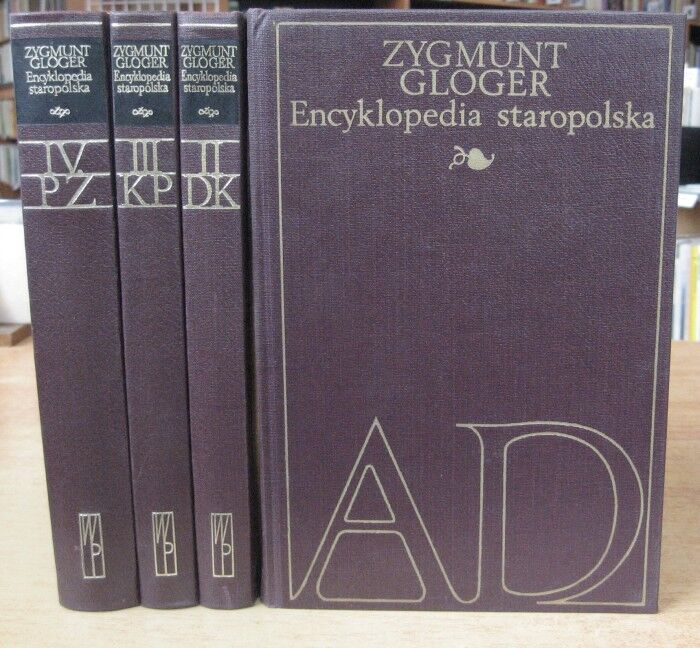 ZYGMUNT
GLOGER
Encyklopedia
staropolska
IV
PŻ
WP
ZYGMUNT
GLOGER
Encyklopedia
staropolska
III
KP
WP
ZYGMUNT
GLOGER
Encyklopedia
staropolska
II
DK
WP
ZYGMUNT
GLOGER
Encyklopedia staropolska
AD